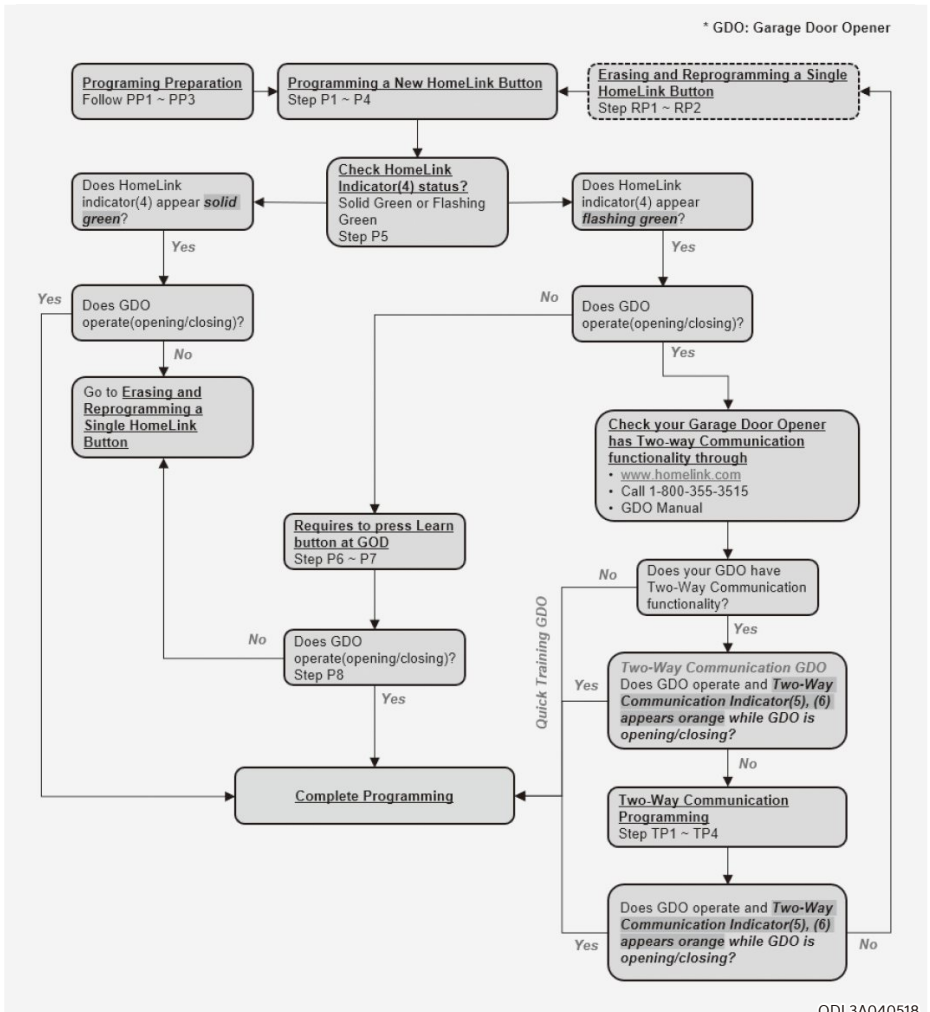 * GDO: Garage Door Opener
Programing Preparation
Follow PP1 ~ PP3
Programming a New HomeLink Button
Step P1 ~ P4
Erasing and Reprogramming a Single
HomeLink Button
Step RP1 ~ RP2
Check HomeLink
Indicator(4) status?
Solid Green or Flashing
Green
Step P5
Does HomeLink
indicator(4) appear solid
green?
Does HomeLink
indicator(4) appear
flashing green?
Yes
Yes
Yes
Does GDO
operate(opening/closing)?
No
No
Does GDO
operate(opening/closing)?
Yes
Go to Erasing and
Reprogramming a
Single HomeLink
Button
Check your Garage Door Opener
has Two-way Communication
functionality through
• www.homelink.com
• Call 1-800-355-3515
• GDO Manual
Requires to press Learn
button at GOD
Step P6 ~ P7
No
Does your GDO have
Two-Way Communication
functionality?
Yes
Quick Training GDO
No
Does GDO
operate(opening/closing)?
Step P8
Yes
Yes
Two-Way Communication GDO
Does GDO operate and Two-Way
Communication Indicator(5), (6)
appears orange while GDO is
opening/closing?
No
Complete Programming
Two-Way Communication
Programming
Step TP1 ~ TP4
Does GDO operate and Two-Way
Communication Indicator(5), (6)
appears orange while GDO is
opening/closing?
Yes
No
ODL3A040518